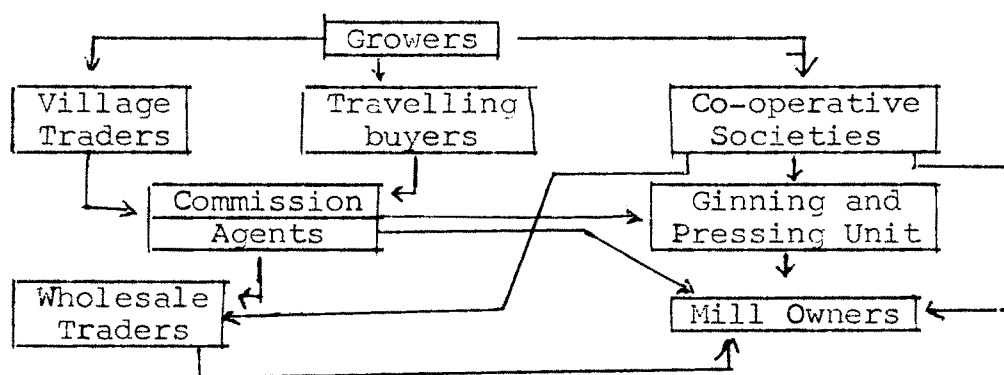 Growers
Village
Traders
Travelling
buyers
Co-operative
Societies
Commission
Agents
Ginning and
Pressing Unit
Wholesale
Traders
Mill Owners